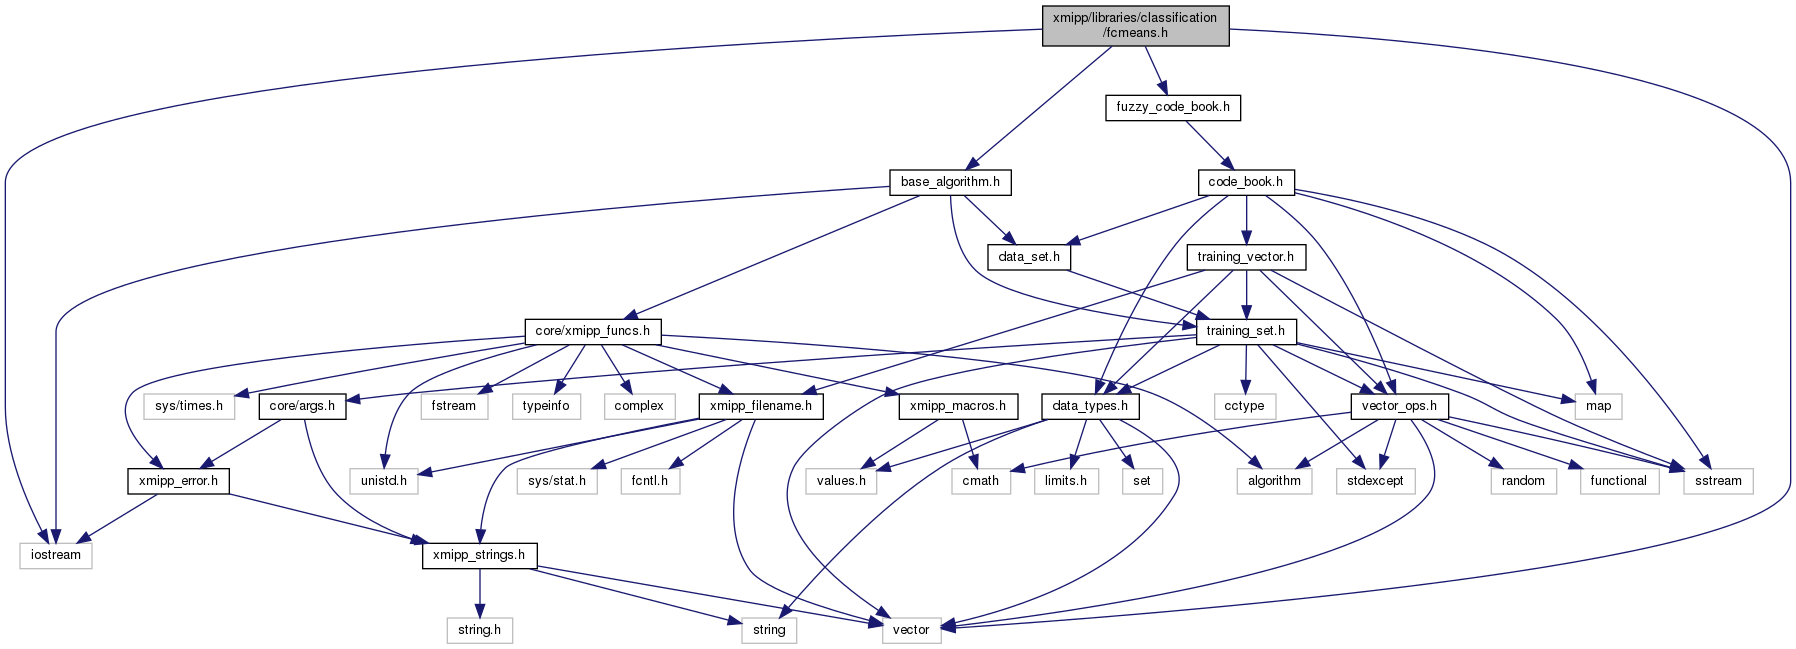 xmipp/libraries/classification
/fcmeans.h
fuzzy_code_book.h
base_algorithm.h
code_book.h
data_set.h
training_vector.h
core/xmipp_funcs.h
training_set.h
sys/times.h
core/args.h
fstream
typeinfo
complex
xmipp_filename.h
xmipp_macros.h
data_types.h
cctype
vector_ops.h
map
xmipp_error.h
unistd.h
sys/stat.h
fcntl.h
values.h
cmath
limits.h
set
algorithm
stdexcept
random
functional
sstream
iostream
xmipp_strings.h
string.h
string
vector